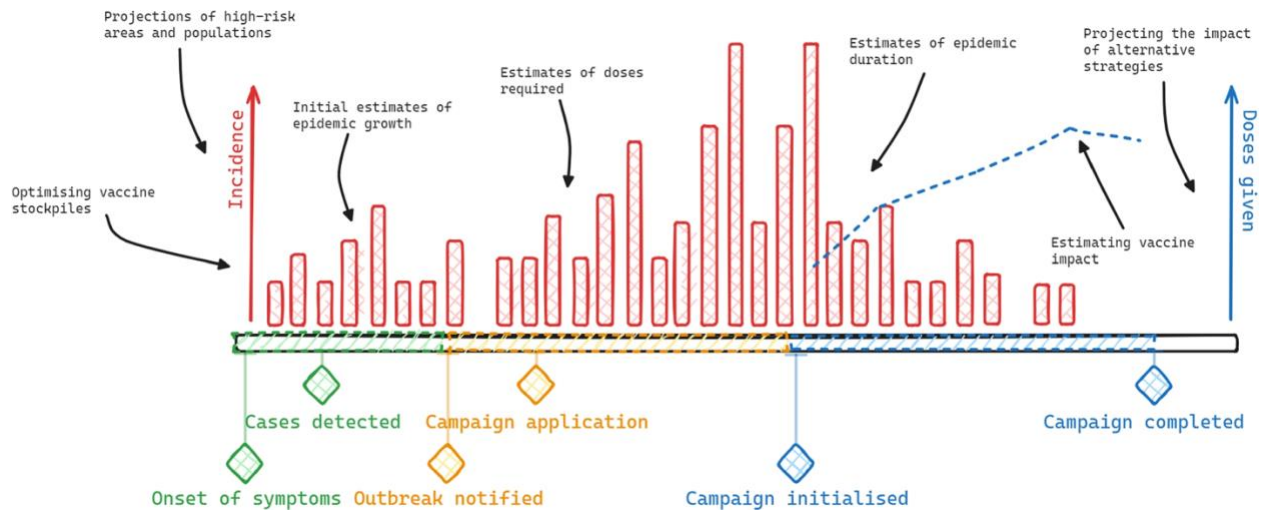 Projections of high-risk
areas and populations
Optimising vaccine
stockpiles
Incidence
Initial estimates of
epidemic growth
Estimates of doses
required
Estimates of epidemic
duration
Projecting the impact
of alternative
strategies
Doses given
Estimating vaccine
impact
Cases detected
Campaign application
Campaign completed
Onset of symptoms
Outbreak notified
Campaign initialised